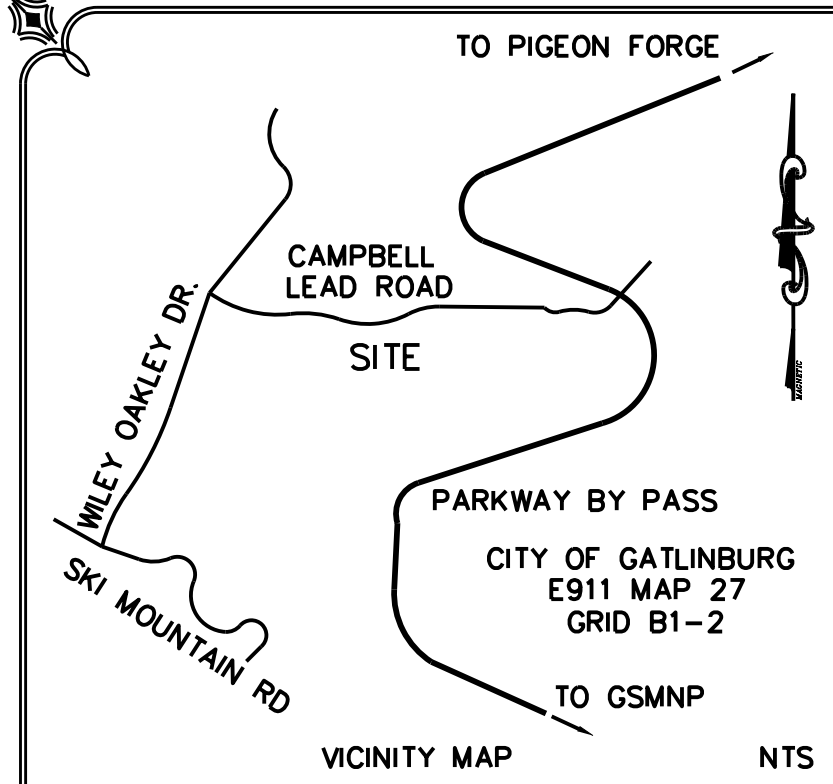 TO PIGEON FORGE
CAMPBELL
LEAD ROAD
WILEY OAKLEY DR.
SITE
MAGNETIC
PARKWAY BY PASS
CITY OF GATLINBURG
E911 MAP 27
GRID B1-2
SKI MOUNTAIN RD
TO GSMNP
VICINITY MAP
NTS